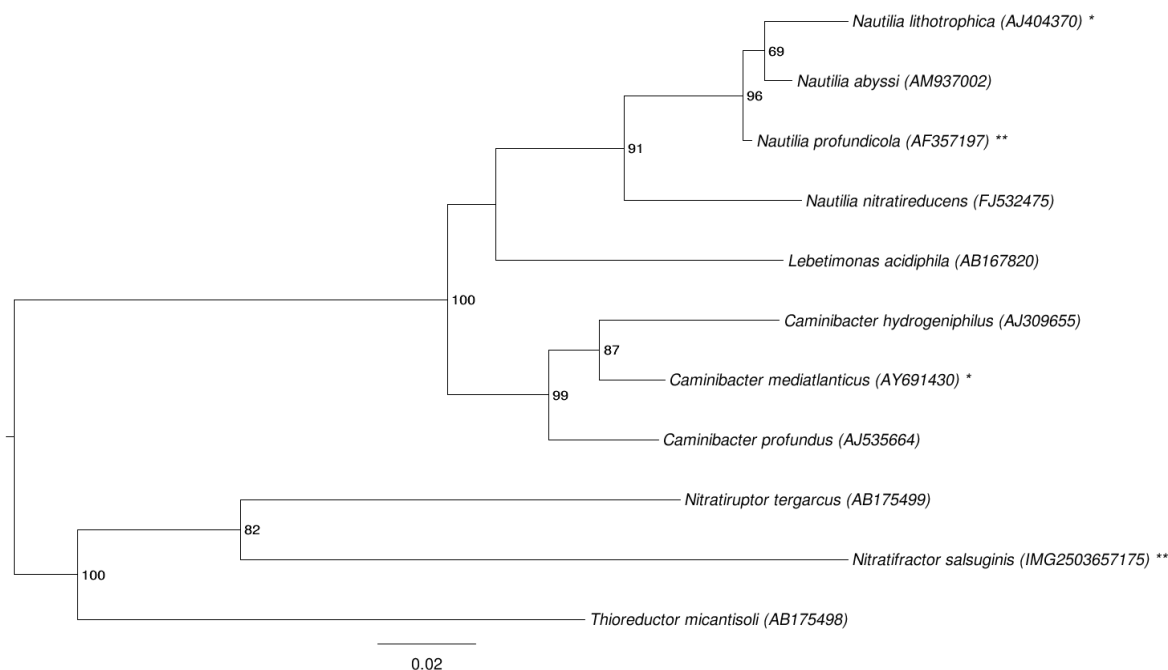 Nautilia lithotrophica (AJ404370) *
69
Nautilia abyssi (AM937002)
96
Nautilia profundicola (AF357197) **
91
Nautilia nitratireducens (FJ532475)
Lebetimonas acidiphila (AB167820)
100
Caminibacter hydrogeniphilus (AJ309655)
87
Caminibacter mediatlanticus (AY691430) *
99
Caminibacter profundus (AJ535664)
Nitratiruptor tergarcus (AB175499)
82
Nitratifractor salsuginis (IMG2503657175) **
100
Thioreductor micantisoli (AB175498)
0.02